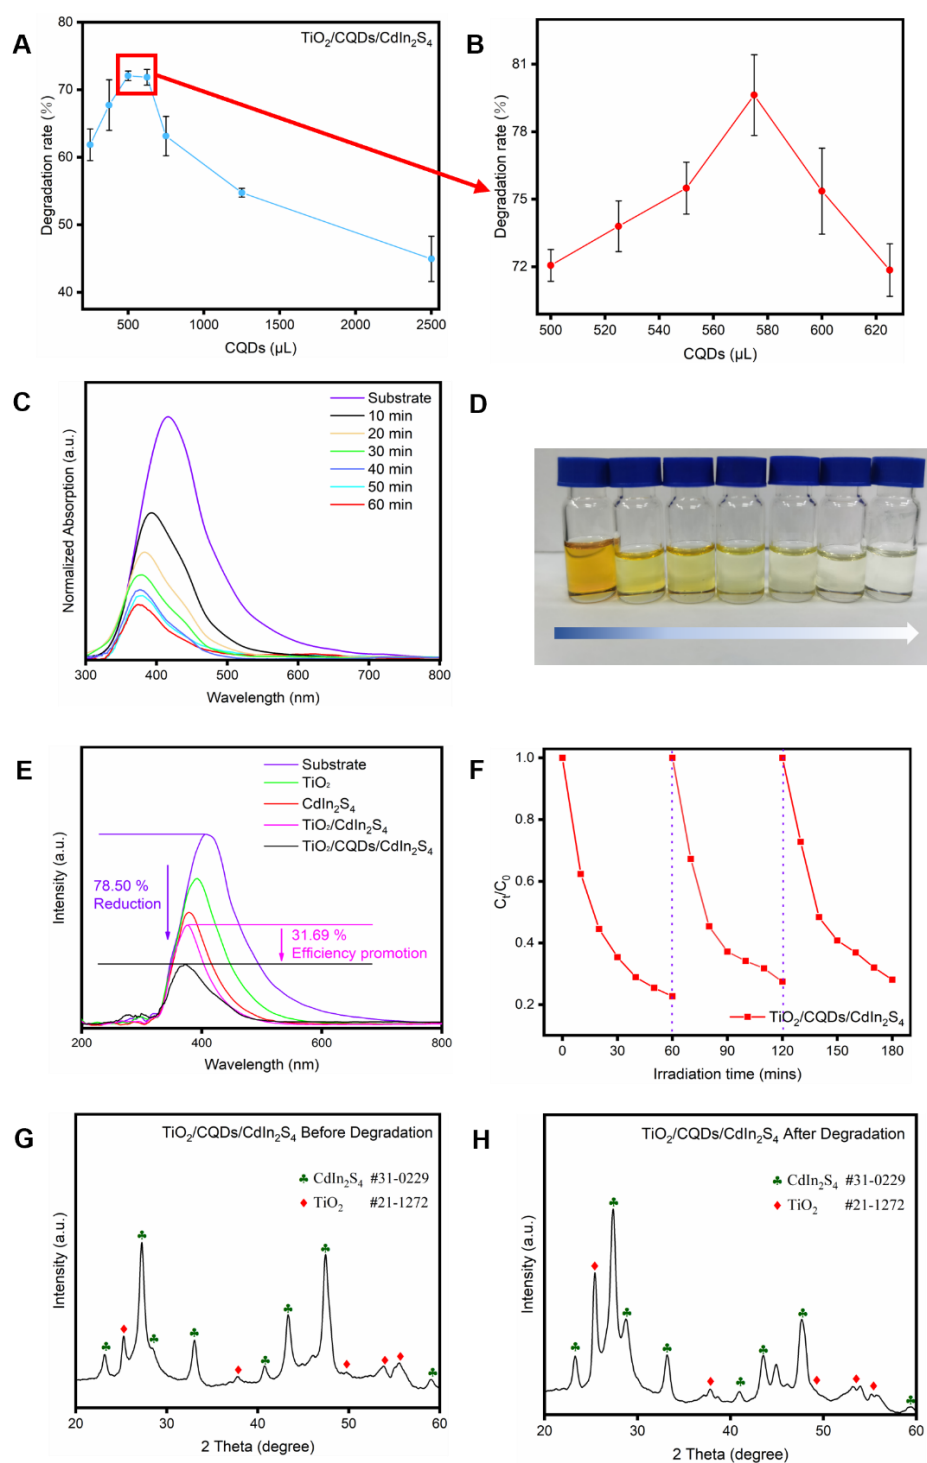 A
TiO₂/CQDs/CdIn₂S₄
80
70
60
50
40
Degradation rate (%)
500
1000
1500
2000
2500
CQDs (µL)
B
81
78
75
72
Degradation rate (%)
500
520
540
560
580
600
620
CQDs (µL)
C
Substrate
10 min
20 min
30 min
40 min
50 min
60 min
Normalized Absorption (a.u.)
300
400
500
600
700
800
Wavelength (nm)
D
E
Substrate
TiO₂
CdIn₂S₄
TiO₂/CdIn₂S₄
TiO₂/CQDs/CdIn₂S₄
78.50 %
Reduction
31.69 %
Efficiency promotion
Intensity (a.u.)
200
400
600
800
Wavelength (nm)
F
1.0
0.8
0.6
0.4
0.2
Cₜ/C₀
TiO₂/CQDs/CdIn₂S₄
0
30
60
90
120
150
180
Irradiation time (mins)
G
TiO₂/CQDs/CdIn₂S₄ Before Degradation
CdIn₂S₄ #31-0229
TiO₂ #21-1272
Intensity (a.u.)
20
30
40
50
60
2 Theta (degree)
H
TiO₂/CQDs/CdIn₂S₄ After Degradation
CdIn₂S₄ #31-0229
TiO₂ #21-1272
Intensity (a.u.)
20
30
40
50
60
2 Theta (degree)